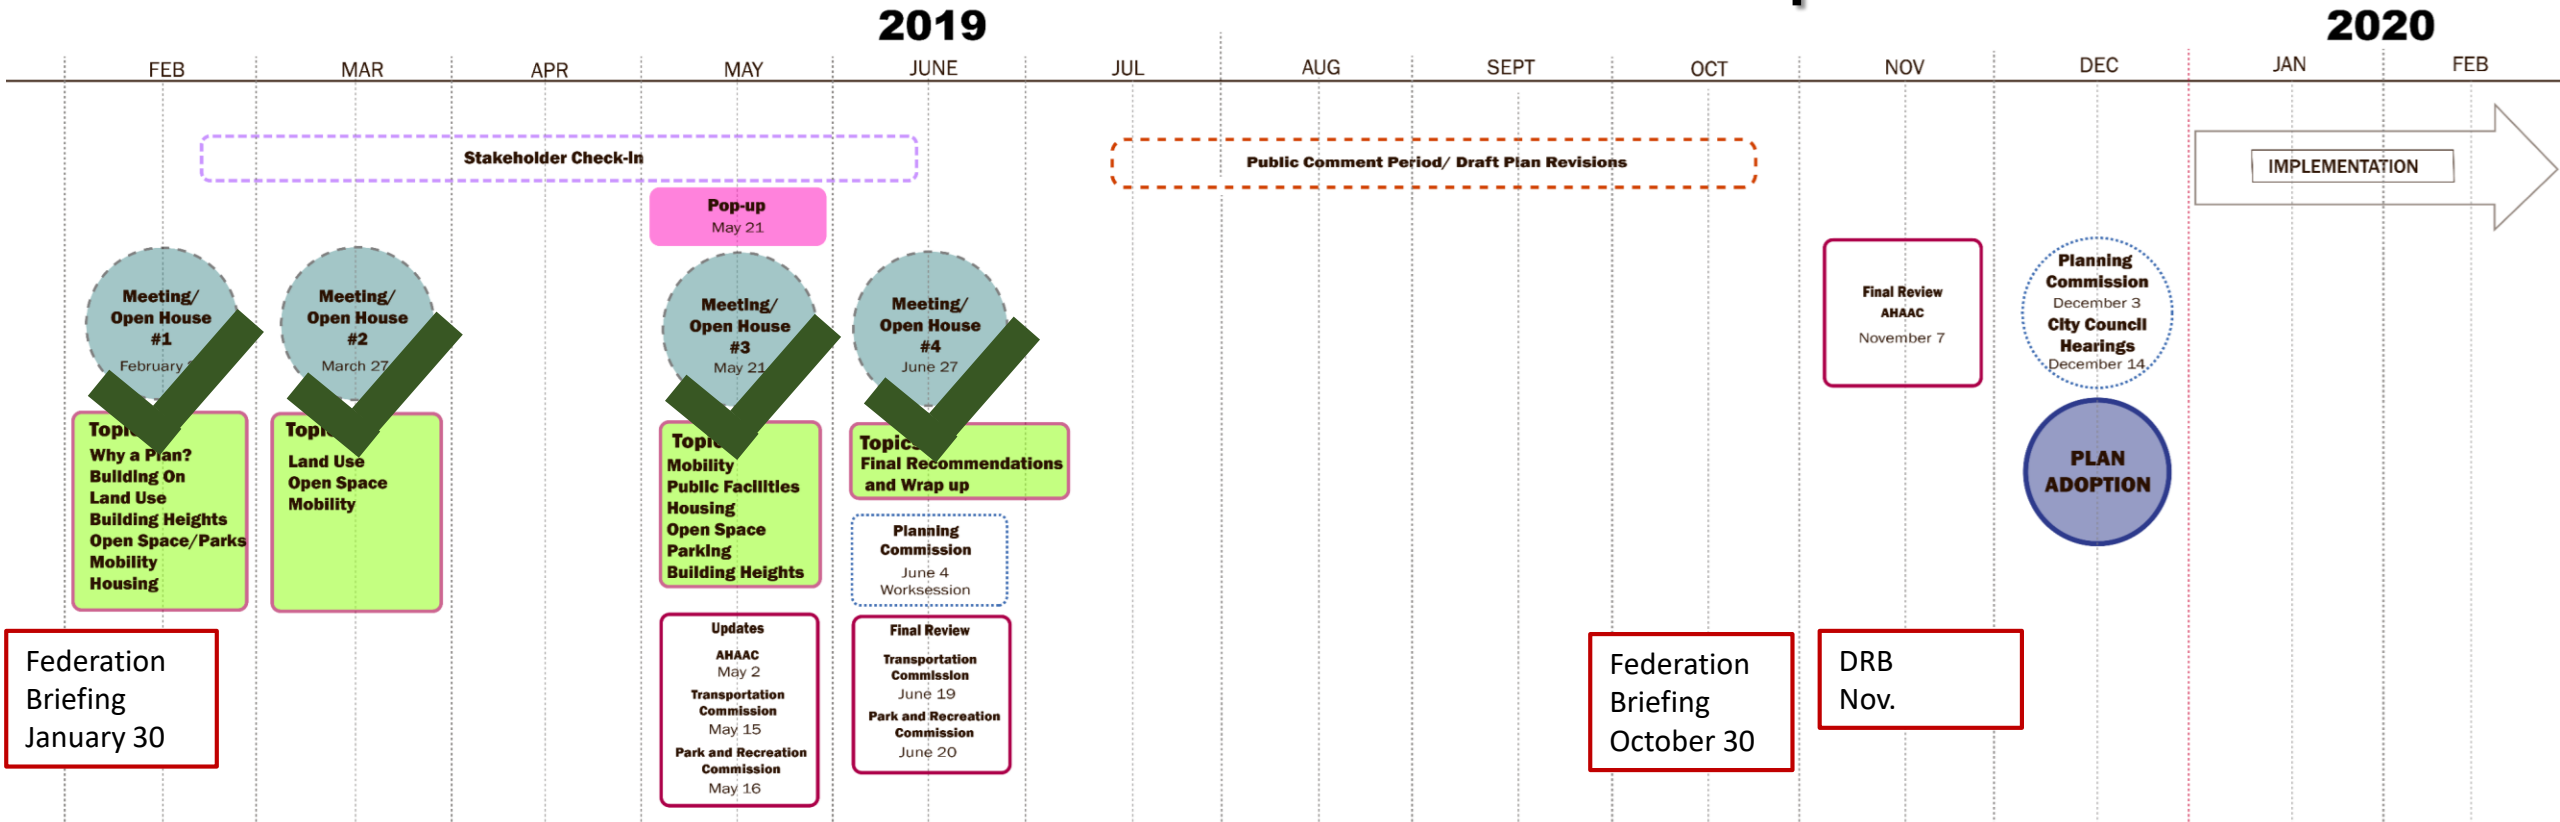 2019
2020
FEB
MAR
APR
MAY
JUNE
JUL
AUG
SEPT
OCT
NOV
DEC
JAN
FEB
Stakeholder Check-in
Public Comment Period/ Draft Plan Revisions
IMPLEMENTATION
Pop-up
May 21
Meeting/
Open House
#1
February
Meeting/
Open House
#2
March 27
Meeting/
Open House
#3
May 21
Meeting/
Open House
#4
June 27
Final Review
AHAAC
November 7
Planning
Commission
December 3
City Council
Hearings
December 14
PLAN
ADOPTION
Why a Plan?
Building On
Land Use
Building Heights
Open Space/Parks
Mobility
Housing
Land Use
Open Space
Mobility
Mobility
Public Facilities
Housing
Open Space
Parking
Building Heights
Topics
Final Recommendations
and Wrap up
Planning
Commission
June 4
Worksession
Updates
AHAAC
May 2
Transportation
Commission
May 15
Park and Recreation
Commission
May 16
Final Review
Transportation
Commission
June 19
Park and Recreation
Commission
June 20
Federation
Briefing
January 30
Federation
Briefing
October 30
DRB
Nov.